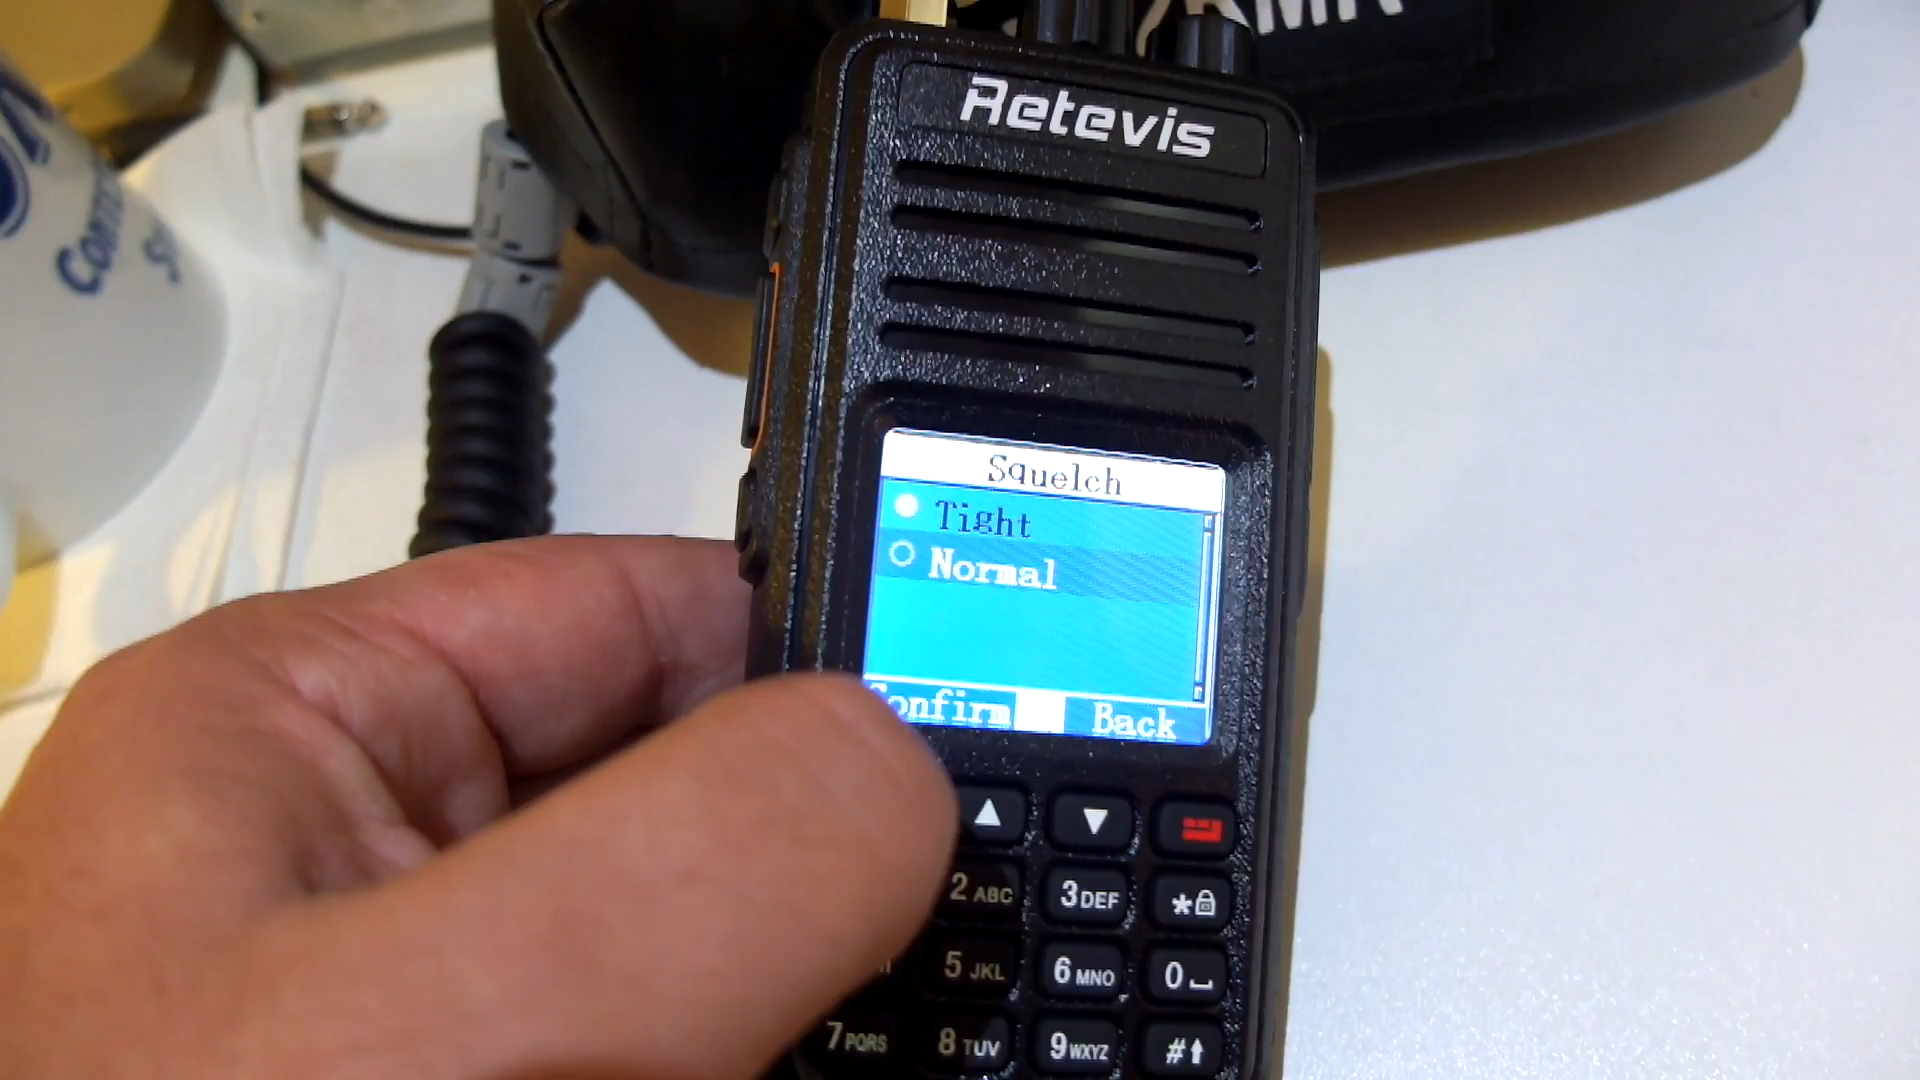 Retevis
Squelch
Tight
Normal
Confirm Back
2 ABC 3 DEF *
5 JKL 6 MNO 0
7 PQRS 8 TUV 9 WXYZ #